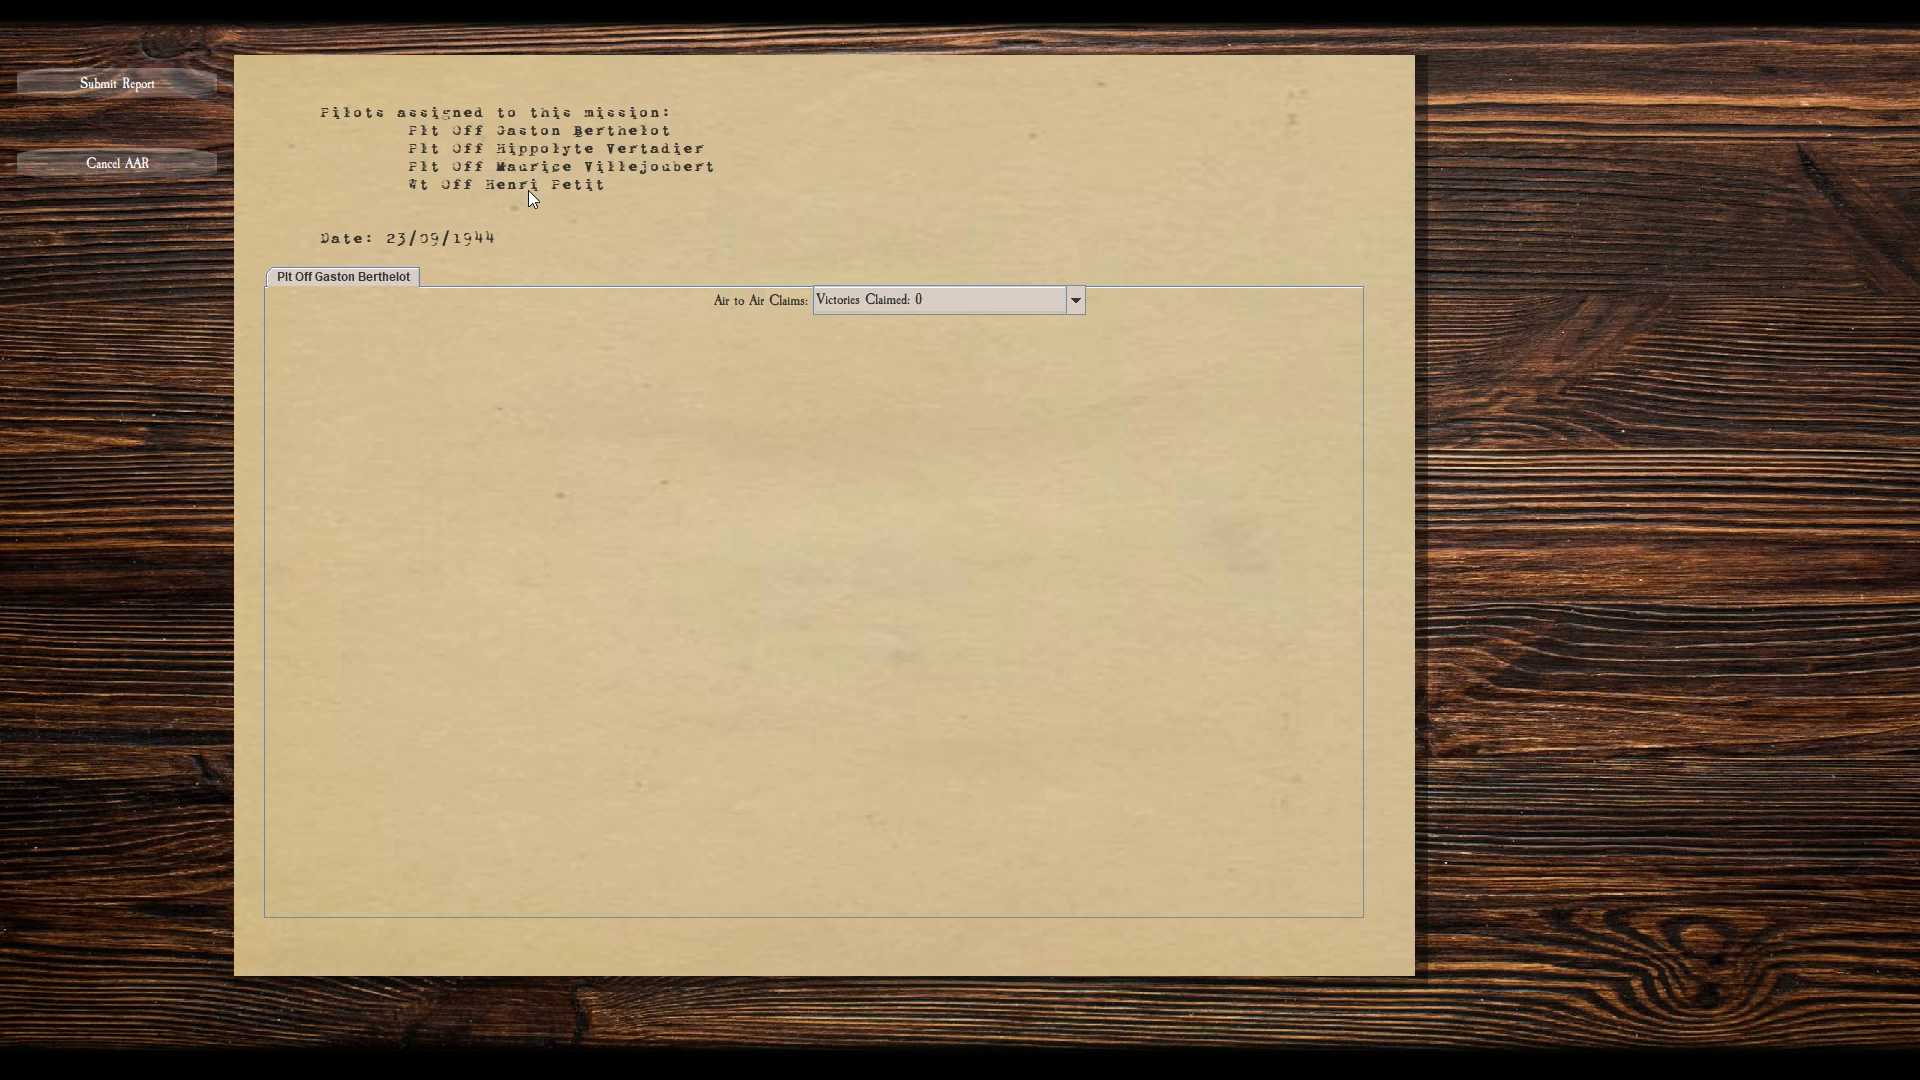 Submit Report
Cancel AAR
Pilots assigned to this mission:
Plt Off Gaston Berthelot
Plt Off Hippolyte Vertadier
Plt Off Maurice Villejoubert
Wt Off Henri Petit
Date: 23/09/1944
Plt Off Gaston Berthelot
Air to Air Claims: Victories Claimed: 0